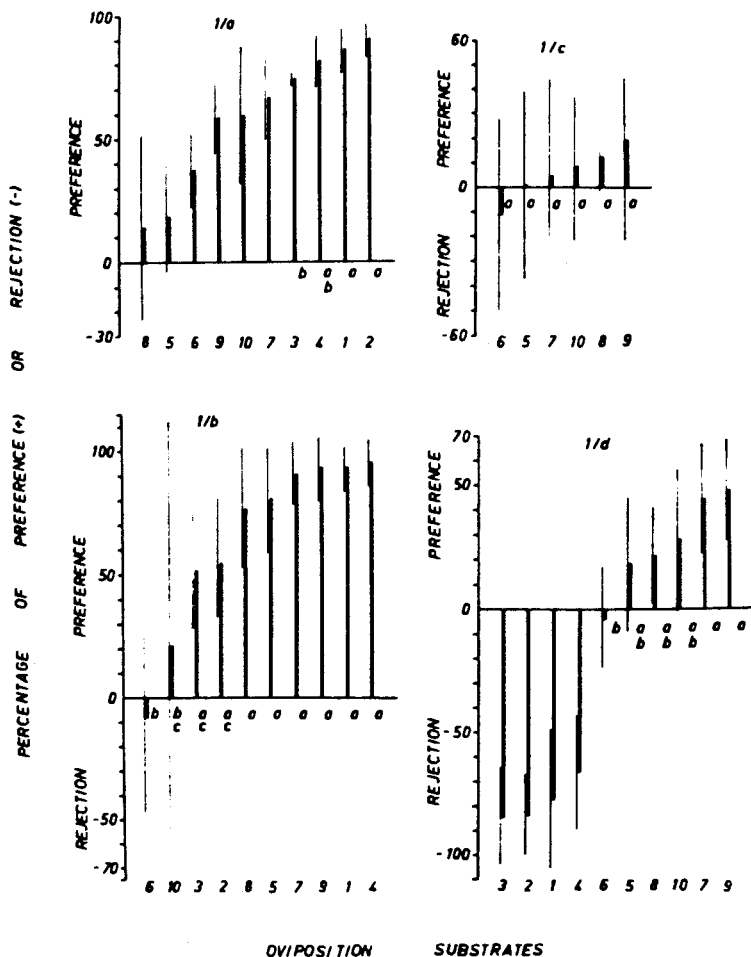 PERCENTAGE OF PREFERENCE (+) OR REJECTION (-)
1/a
PREFERENCE
100
50
0
-30
b a a a
b
8 5 6 9 10 7 3 4 1 2
1/c
PREFERENCE
REJECTION
60
0
-60
a a a a a a
6 5 7 10 8 9
1/b
PREFERENCE
REJECTION
100
50
0
-50
-70
b b a a a a a a a a
c c c
6 10 3 2 8 5 7 9 1 4
1/d
PREFERENCE
REJECTION
70
50
0
-50
-100
b a a a a a
b b b
3 2 1 4 6 5 8 10 7 9
OVIPOSITION SUBSTRATES